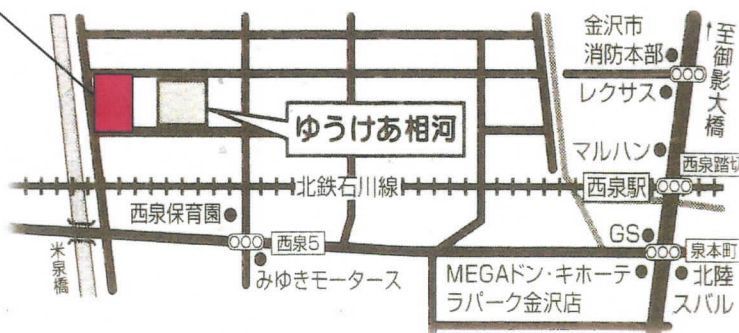 金沢市
消防本部
↑至御影大橋
レクサス
ゆうけあ相河
マルハン
西泉踏切
北鉄石川線
西泉駅
西泉保育園
GS
西泉5
泉本町
米泉橋
みゆきモータース
MEGAドン・キホーテ
ラパーク金沢店
北陸
スバル